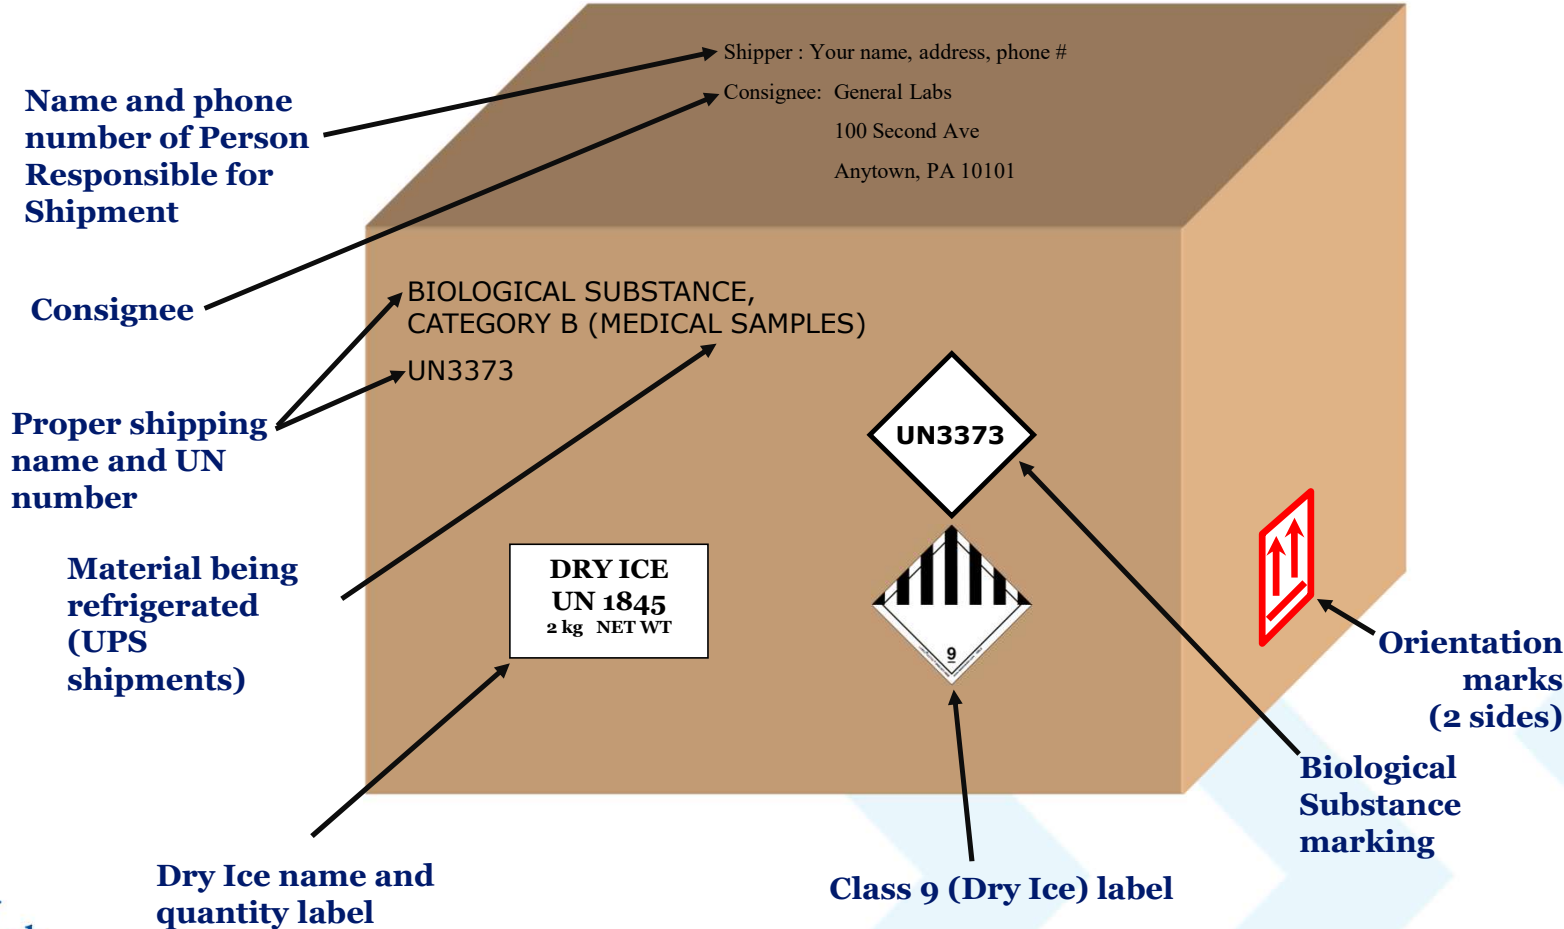 Shipper : Your name, address, phone #
Consignee: General Labs
100 Second Ave
Anytown, PA 10101
Name and phone
number of Person
Responsible for
Shipment
Consignee
BIOLOGICAL SUBSTANCE,
CATEGORY B (MEDICAL SAMPLES)
UN3373
Proper shipping
name and UN
number
UN3373
Material being
refrigerated
(UPS
shipments)
DRY ICE
UN 1845
2 kg NET WT
9
Orientation
marks
(2 sides)
Biological
Substance
marking
Dry Ice name and
quantity label
Class 9 (Dry Ice) label